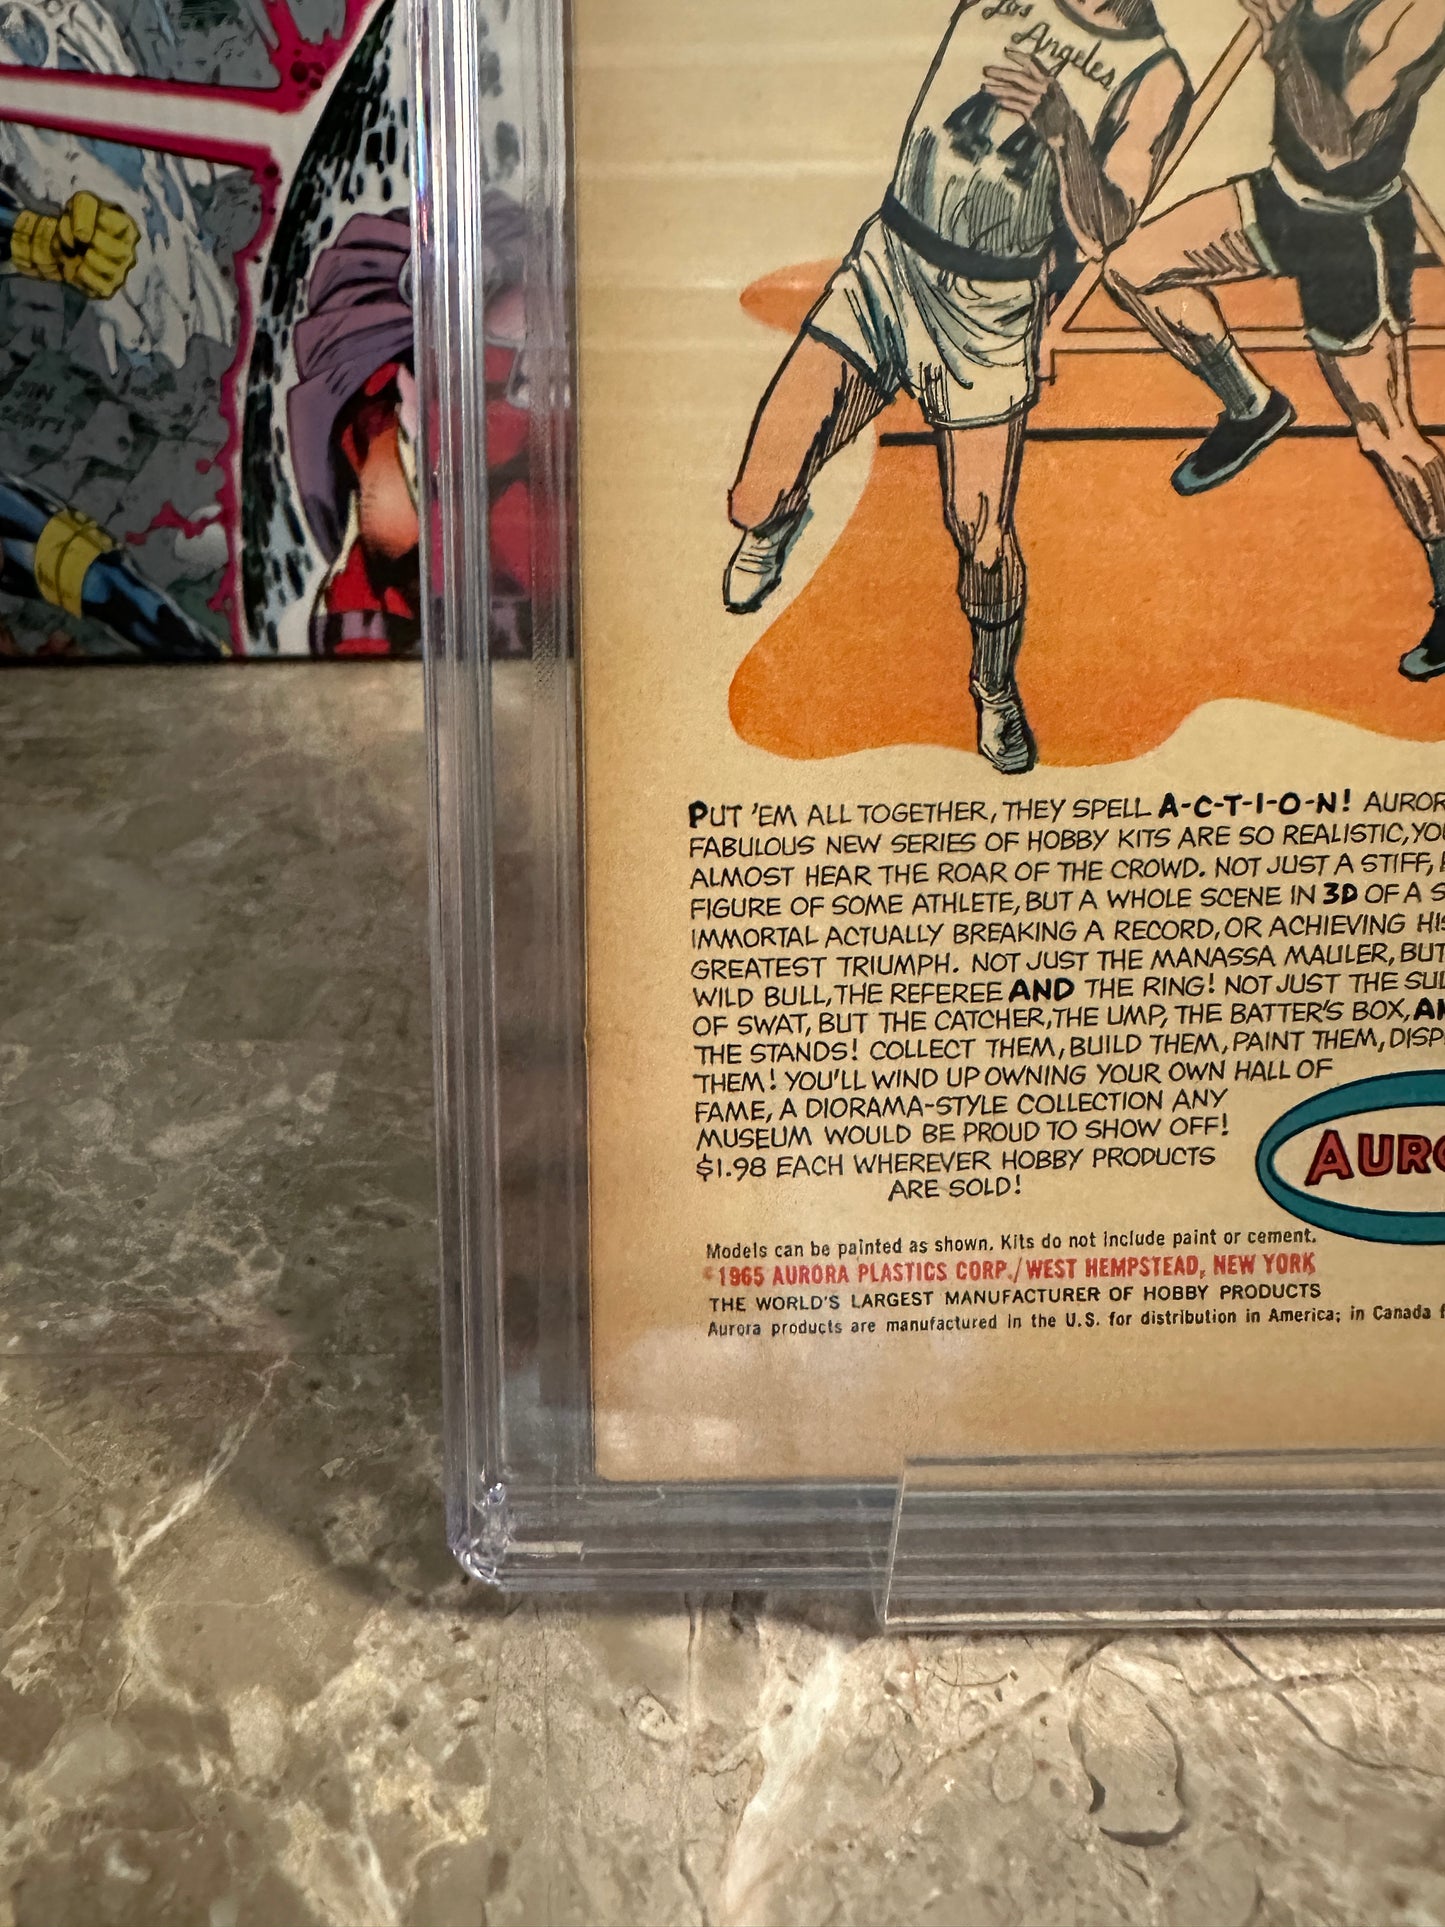 Los
Angeles
44
PUT 'EM ALL TOGETHER, THEY SPELL A-C-T-I-O-N! AUROR
FABULOUS NEW SERIES OF HOBBY KITS ARE SO REALISTIC, YO
ALMOST HEAR THE ROAR OF THE CROWD. NOT JUST A STIFF,
FIGURE OF SOME ATHLETE, BUT A WHOLE SCENE IN 3D OF A S
IMMORTAL ACTUALLY BREAKING A RECORD, OR ACHIEVING HIS
GREATEST TRIUMPH. NOT JUST THE MANASSA MAULER, BUT
WILD BULL, THE REFEREE AND THE RING! NOT JUST THE SUL
OF SWAT, BUT THE CATCHER, THE UMP, THE BATTER'S BOX, AN
THE STANDS! COLLECT THEM, BUILD THEM, PAINT THEM, DISP
THEM! YOU'LL WIND UP OWNING YOUR OWN HALL OF
FAME, A DIORAMA-STYLE COLLECTION ANY
MUSEUM WOULD BE PROUD TO SHOW OFF!
$1.98 EACH WHEREVER HOBBY PRODUCTS
ARE SOLD!
AURO
Models can be painted as shown. Kits do not include paint or cement.
©1965 AURORA PLASTICS CORP./WEST HEMPSTEAD, NEW YORK
THE WORLD'S LARGEST MANUFACTURER OF HOBBY PRODUCTS
Aurora products are manufactured in the U.S. for distribution in America; in Canada f